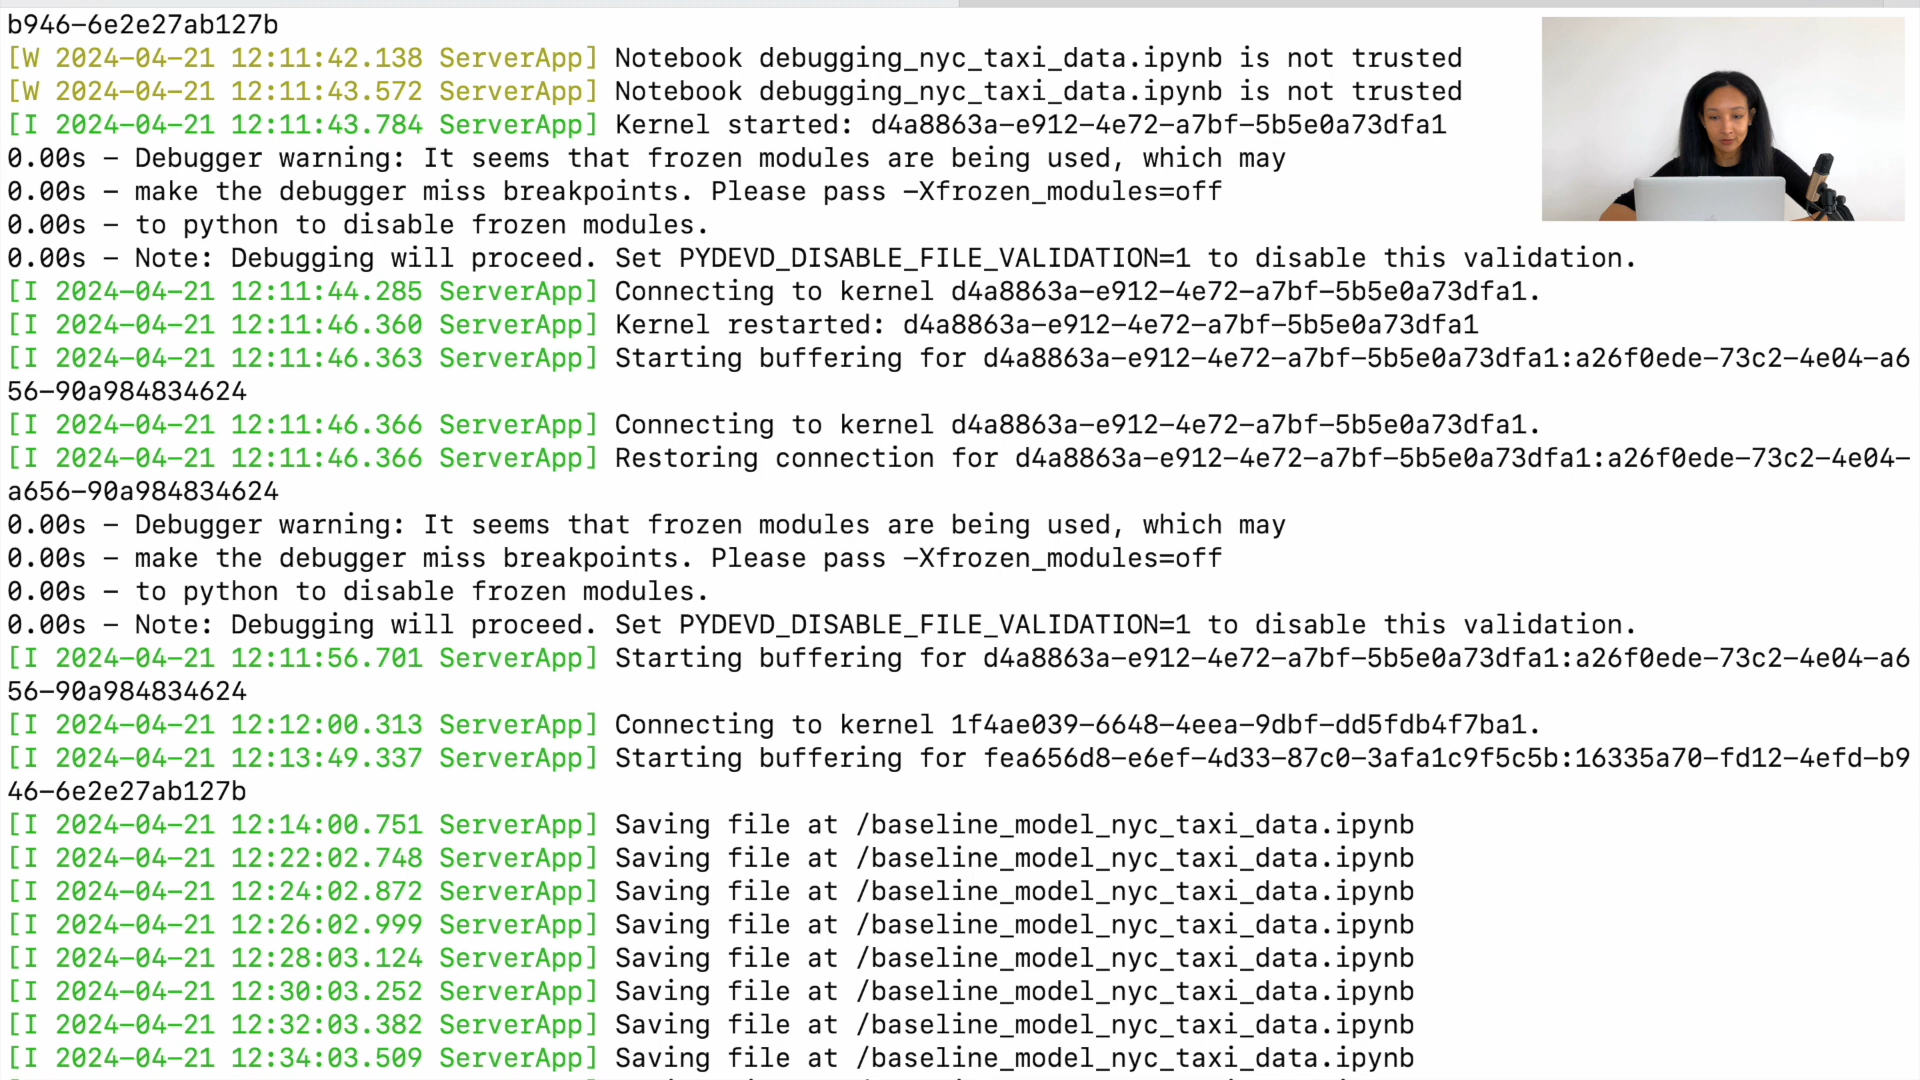 b946-6e2e27ab127b
[W 2024-04-21 12:11:42.138 ServerApp] Notebook debugging_nyc_taxi_data.ipynb is not trusted
[W 2024-04-21 12:11:43.572 ServerApp] Notebook debugging_nyc_taxi_data.ipynb is not trusted
[I 2024-04-21 12:11:43.784 ServerApp] Kernel started: d4a8863a-e912-4e72-a7bf-5b5e0a73dfa1
0.00s - Debugger warning: It seems that frozen modules are being used, which may
0.00s - make the debugger miss breakpoints. Please pass -Xfrozen_modules=off
0.00s - to python to disable frozen modules.
0.00s - Note: Debugging will proceed. Set PYDEVD_DISABLE_FILE_VALIDATION=1 to disable this validation.
[I 2024-04-21 12:11:44.285 ServerApp] Connecting to kernel d4a8863a-e912-4e72-a7bf-5b5e0a73dfa1.
[I 2024-04-21 12:11:46.360 ServerApp] Kernel restarted: d4a8863a-e912-4e72-a7bf-5b5e0a73dfa1
[I 2024-04-21 12:11:46.363 ServerApp] Starting buffering for d4a8863a-e912-4e72-a7bf-5b5e0a73dfa1:a26f0ede-73c2-4e04-a6
56-90a984834624
[I 2024-04-21 12:11:46.366 ServerApp] Connecting to kernel d4a8863a-e912-4e72-a7bf-5b5e0a73dfa1.
[I 2024-04-21 12:11:46.366 ServerApp] Restoring connection for d4a8863a-e912-4e72-a7bf-5b5e0a73dfa1:a26f0ede-73c2-4e04-
a656-90a984834624
0.00s - Debugger warning: It seems that frozen modules are being used, which may
0.00s - make the debugger miss breakpoints. Please pass -Xfrozen_modules=off
0.00s - to python to disable frozen modules.
0.00s - Note: Debugging will proceed. Set PYDEVD_DISABLE_FILE_VALIDATION=1 to disable this validation.
[I 2024-04-21 12:11:56.701 ServerApp] Starting buffering for d4a8863a-e912-4e72-a7bf-5b5e0a73dfa1:a26f0ede-73c2-4e04-a6
56-90a984834624
[I 2024-04-21 12:12:00.313 ServerApp] Connecting to kernel 1f4ae039-6648-4eea-9dbf-dd5fdb4f7ba1.
[I 2024-04-21 12:13:49.337 ServerApp] Starting buffering for fea656d8-e6ef-4d33-87c0-3afa1c9f5c5b:16335a70-fd12-4efd-b9
46-6e2e27ab127b
[I 2024-04-21 12:14:00.751 ServerApp] Saving file at /baseline_model_nyc_taxi_data.ipynb
[I 2024-04-21 12:22:02.748 ServerApp] Saving file at /baseline_model_nyc_taxi_data.ipynb
[I 2024-04-21 12:24:02.872 ServerApp] Saving file at /baseline_model_nyc_taxi_data.ipynb
[I 2024-04-21 12:26:02.999 ServerApp] Saving file at /baseline_model_nyc_taxi_data.ipynb
[I 2024-04-21 12:28:03.124 ServerApp] Saving file at /baseline_model_nyc_taxi_data.ipynb
[I 2024-04-21 12:30:03.252 ServerApp] Saving file at /baseline_model_nyc_taxi_data.ipynb
[I 2024-04-21 12:32:03.382 ServerApp] Saving file at /baseline_model_nyc_taxi_data.ipynb
[I 2024-04-21 12:34:03.509 ServerApp] Saving file at /baseline_model_nyc_taxi_data.ipynb